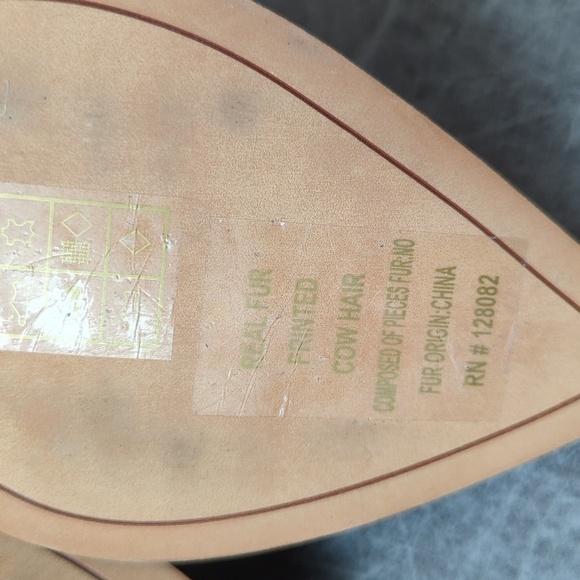 REAL FUR
PRINTED
COW HAIR
COMPOSED OF PIECES FUR:NO
FUR ORIGIN:CHINA
RN # 128082